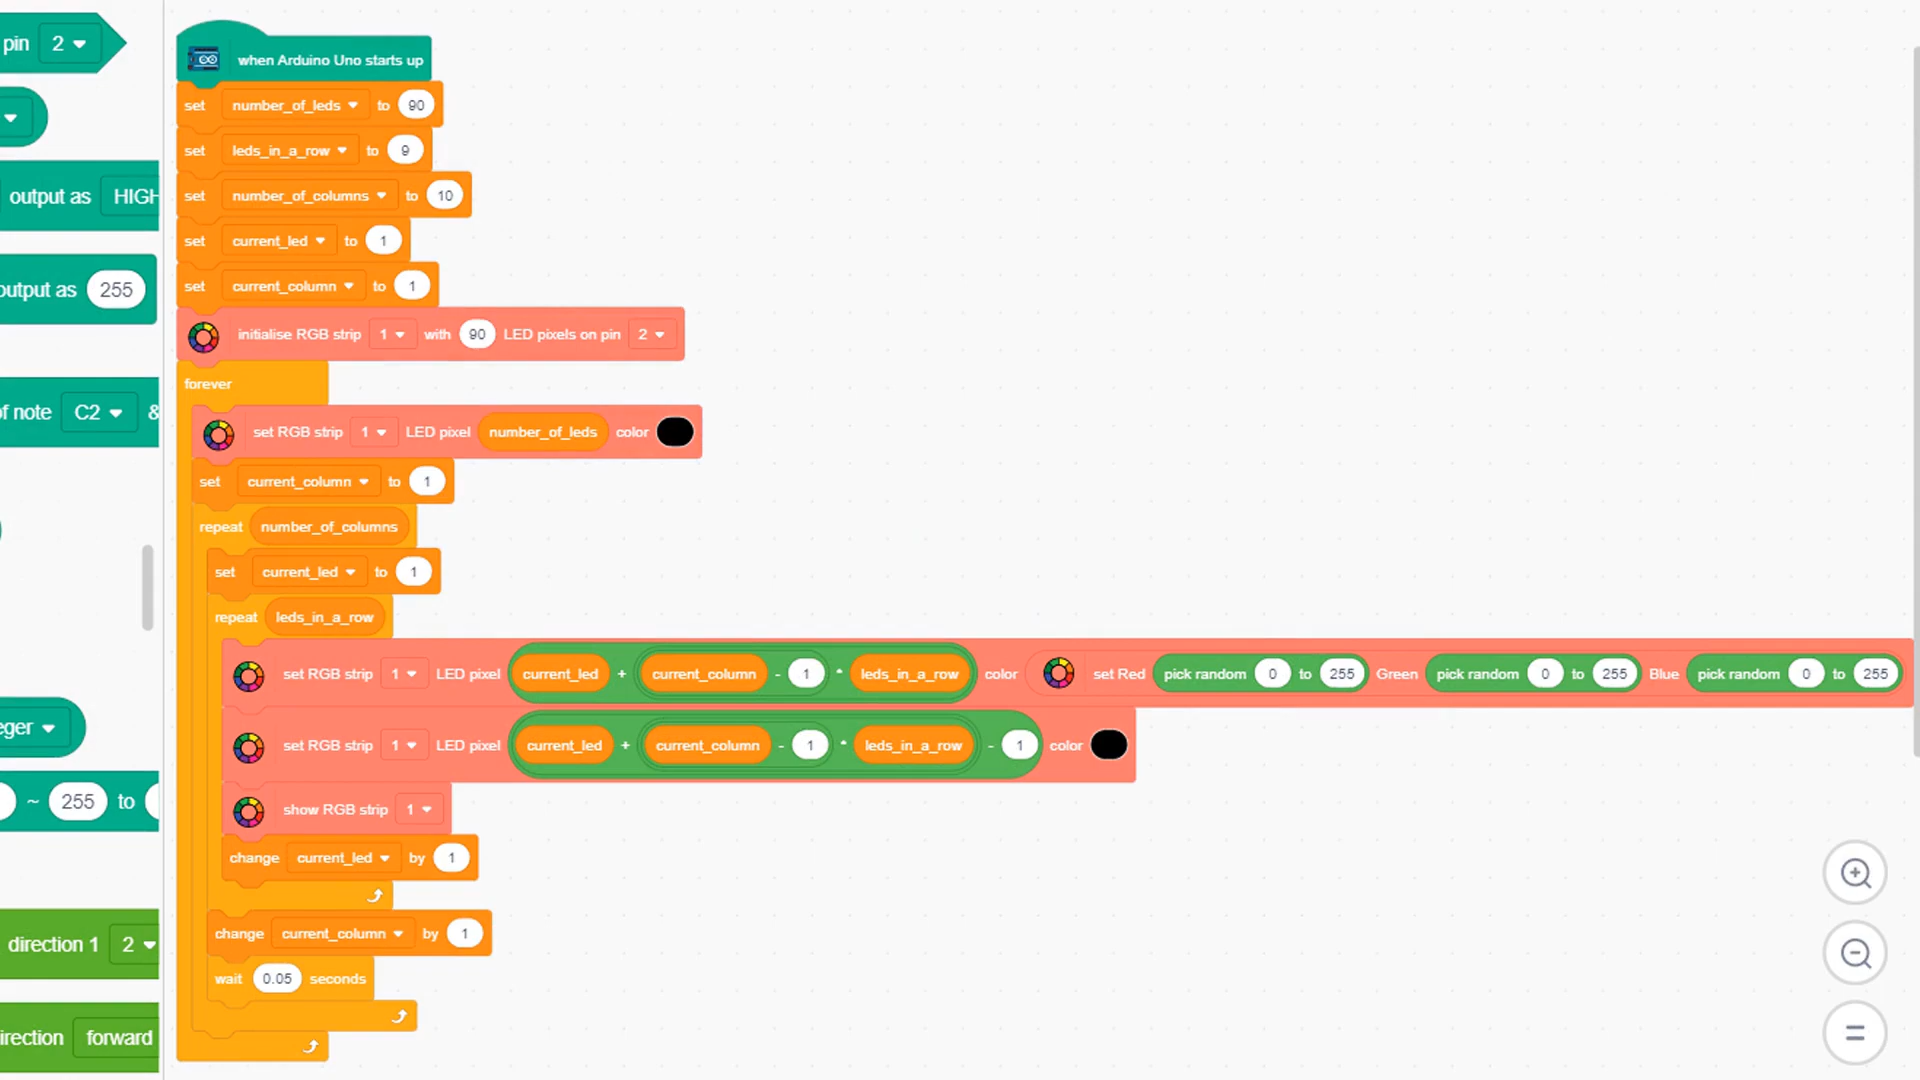 pin 2
when Arduino Uno starts up
set number_of_leds to 90
set leds_in_a_row to 9
set number_of_columns to 10
output as HIGH
set current_led to 1
set current_column to 1
output as 255
initialise RGB strip 1 with 90 LED pixels on pin 2
forever
of note C2 &
set RGB strip 1 LED pixel number_of_leds color
set current_column to 1
repeat number_of_columns
set current_led to 1
repeat leds_in_a_row
set RGB strip 1 LED pixel current_led + current_column - 1 * leds_in_a_row color set Red pick random 0 to 255 Green pick random 0 to 255 Blue pick random 0 to 255
eger
set RGB strip 1 LED pixel current_led + current_column - 1 * leds_in_a_row - 1 color
~ 255 to
show RGB strip 1
change current_led by 1
change current_column by 1
direction 1 2
wait 0.05 seconds
irection forward